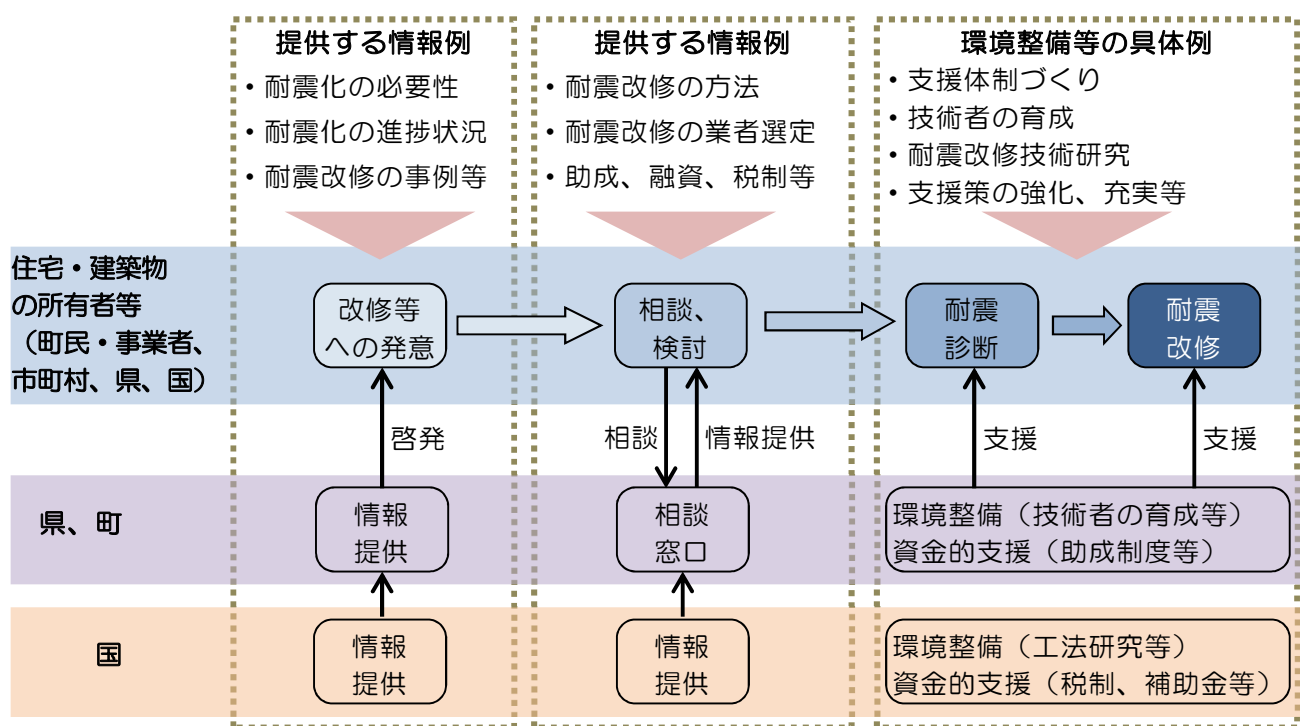 提供する情報例
・耐震化の必要性
・耐震化の進捗状況
・耐震改修の事例等
提供する情報例
・耐震改修の方法
・耐震改修の業者選定
・助成、融資、税制等
環境整備等の具体例
・支援体制づくり
・技術者の育成
・耐震改修技術研究
・支援策の強化、充実等
住宅・建築物
の所有者等
（町民・事業者、
市町村、県、国）
改修等
への発意
相談、
検討
耐震
診断
耐震
改修
啓発
相談
情報提供
支援
支援
県、町
情報
提供
相談
窓口
環境整備（技術者の育成等）
資金的支援（助成制度等）
国
情報
提供
情報
提供
環境整備（工法研究等）
資金的支援（税制、補助金等）